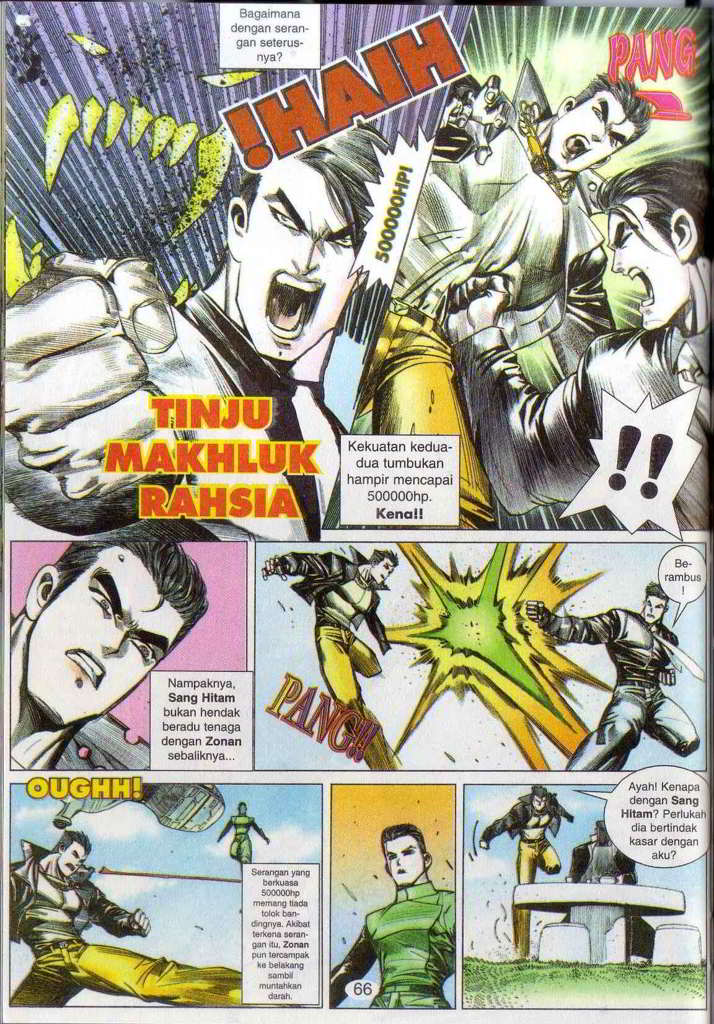 Bagaimana
dengan seran-
gan seterus-
nya?
HIAH!
500000HP!
PANG
TINJU
MAKHLUK
RAHSIA
Kekuatan kedua-
dua tumbukan
hampir mencapai
500000hp.
Kena!!
!!
Nampaknya,
Sang Hitam
bukan hendak
beradu tenaga
dengan Zonan
sebaliknya...
PANG!!
Be-
rambus
!
OUGHH!
Serangan yang
berkuasa
500000hp
memang tiada
tolok ban-
dingnya. Akibat
terkena seran-
gan itu, Zonan
pun tercampak
ke belakang
sambil
muntahkan
darah.
Ayah! Kenapa
dengan Sang
Hitam? Perlukah
dia bertindak
kasar dengan
aku?
66